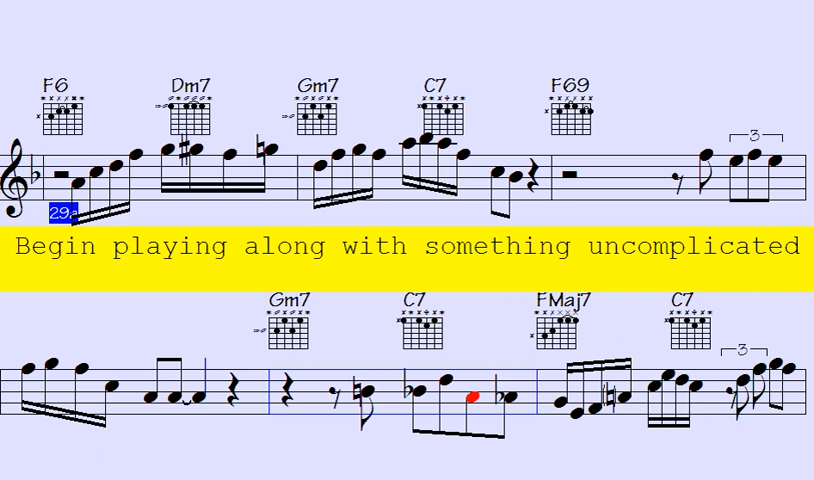 F6 Dm7 Gm7 C7 F69
3
29a
Begin playing along with something uncomplicated
Gm7 C7 FMaj7 C7
3